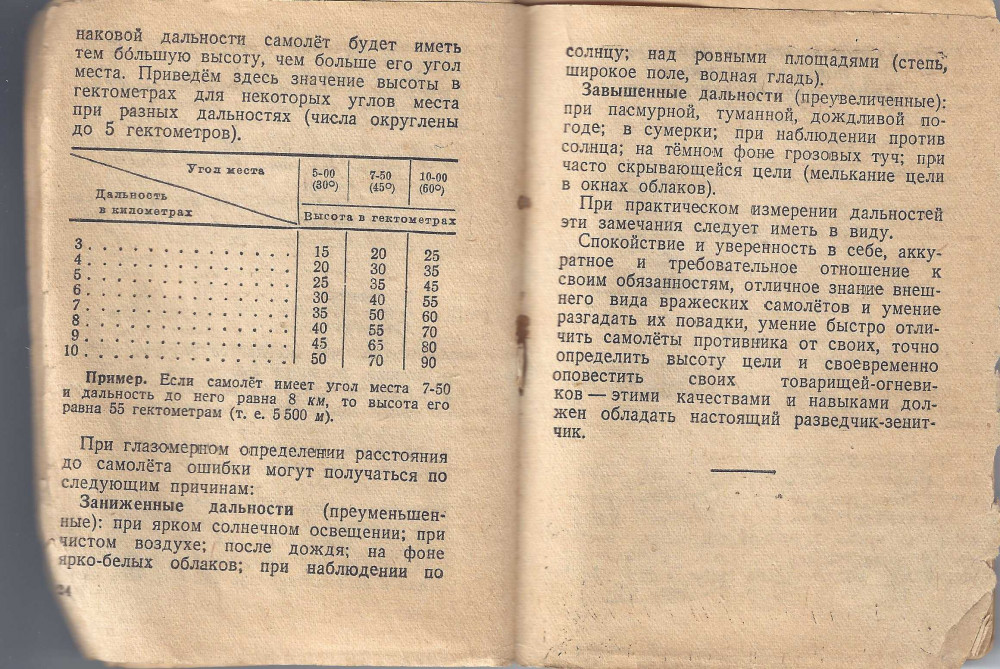 наковой дальности самолёт будет иметь
тем бо́льшую высоту, чем больше его угол
места. Приведём здесь значение высоты в
гектометрах для некоторых углов места
при разных дальностях (числа округлены
до 5 гектометров).
Угол места
Дальность
в километрах
5-00 7-50 10-00
(30°) (45°) (60°)
Высота в гектометрах
3 . . . . . . . . . . . . . 15 20 25
4 . . . . . . . . . . . . . 20 30 35
5 . . . . . . . . . . . . . 25 35 45
6 . . . . . . . . . . . . . 30 40 55
7 . . . . . . . . . . . . . 35 50 60
8 . . . . . . . . . . . . . 40 55 70
9 . . . . . . . . . . . . . 45 65 80
10 . . . . . . . . . . . . . 50 70 90
Пример. Если самолёт имеет угол места 7-50
и дальность до него равна 8 км, то высота его
равна 55 гектометрам (т. е. 5 500 м).
При глазомерном определении расстояния
до самолёта ошибки могут получаться по
следующим причинам:
Заниженные дальности (преуменьшен-
ные): при ярком солнечном освещении; при
чистом воздухе; после дождя; на фоне
ярко-белых облаков; при наблюдении по
24
солнцу; над ровными площадями (степь,
широкое поле, водная гладь).
Завышенные дальности (преувеличенные):
при пасмурной, туманной, дождливой по-
годе; в сумерки; при наблюдении против
солнца; на тёмном фоне грозовых туч; при
часто скрывающейся цели (мелькание цели
в окнах облаков).
При практическом измерении дальностей
эти замечания следует иметь в виду.
Спокойствие и уверенность в себе, акку-
ратное и требовательное отношение к
своим обязанностям, отличное знание внеш-
него вида вражеских самолётов и умение
разгадать их повадки, умение быстро отли-
чить самолёты противника от своих, точно
определить высоту цели и своевременно
оповестить своих товарищей-огневи-
ков — этими качествами и навыками дол-
жен обладать настоящий разведчик-зенит-
чик.